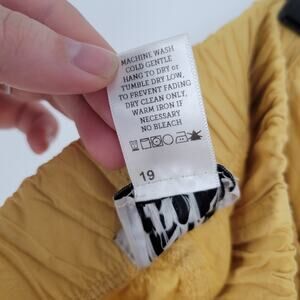 MACHINE WASH
COLD GENTLE
HANG TO DRY or
TUMBLE DRY LOW,
TO PREVENT FADING
DRY CLEAN ONLY,
WARM IRON IF
NECESSARY
NO BLEACH
19